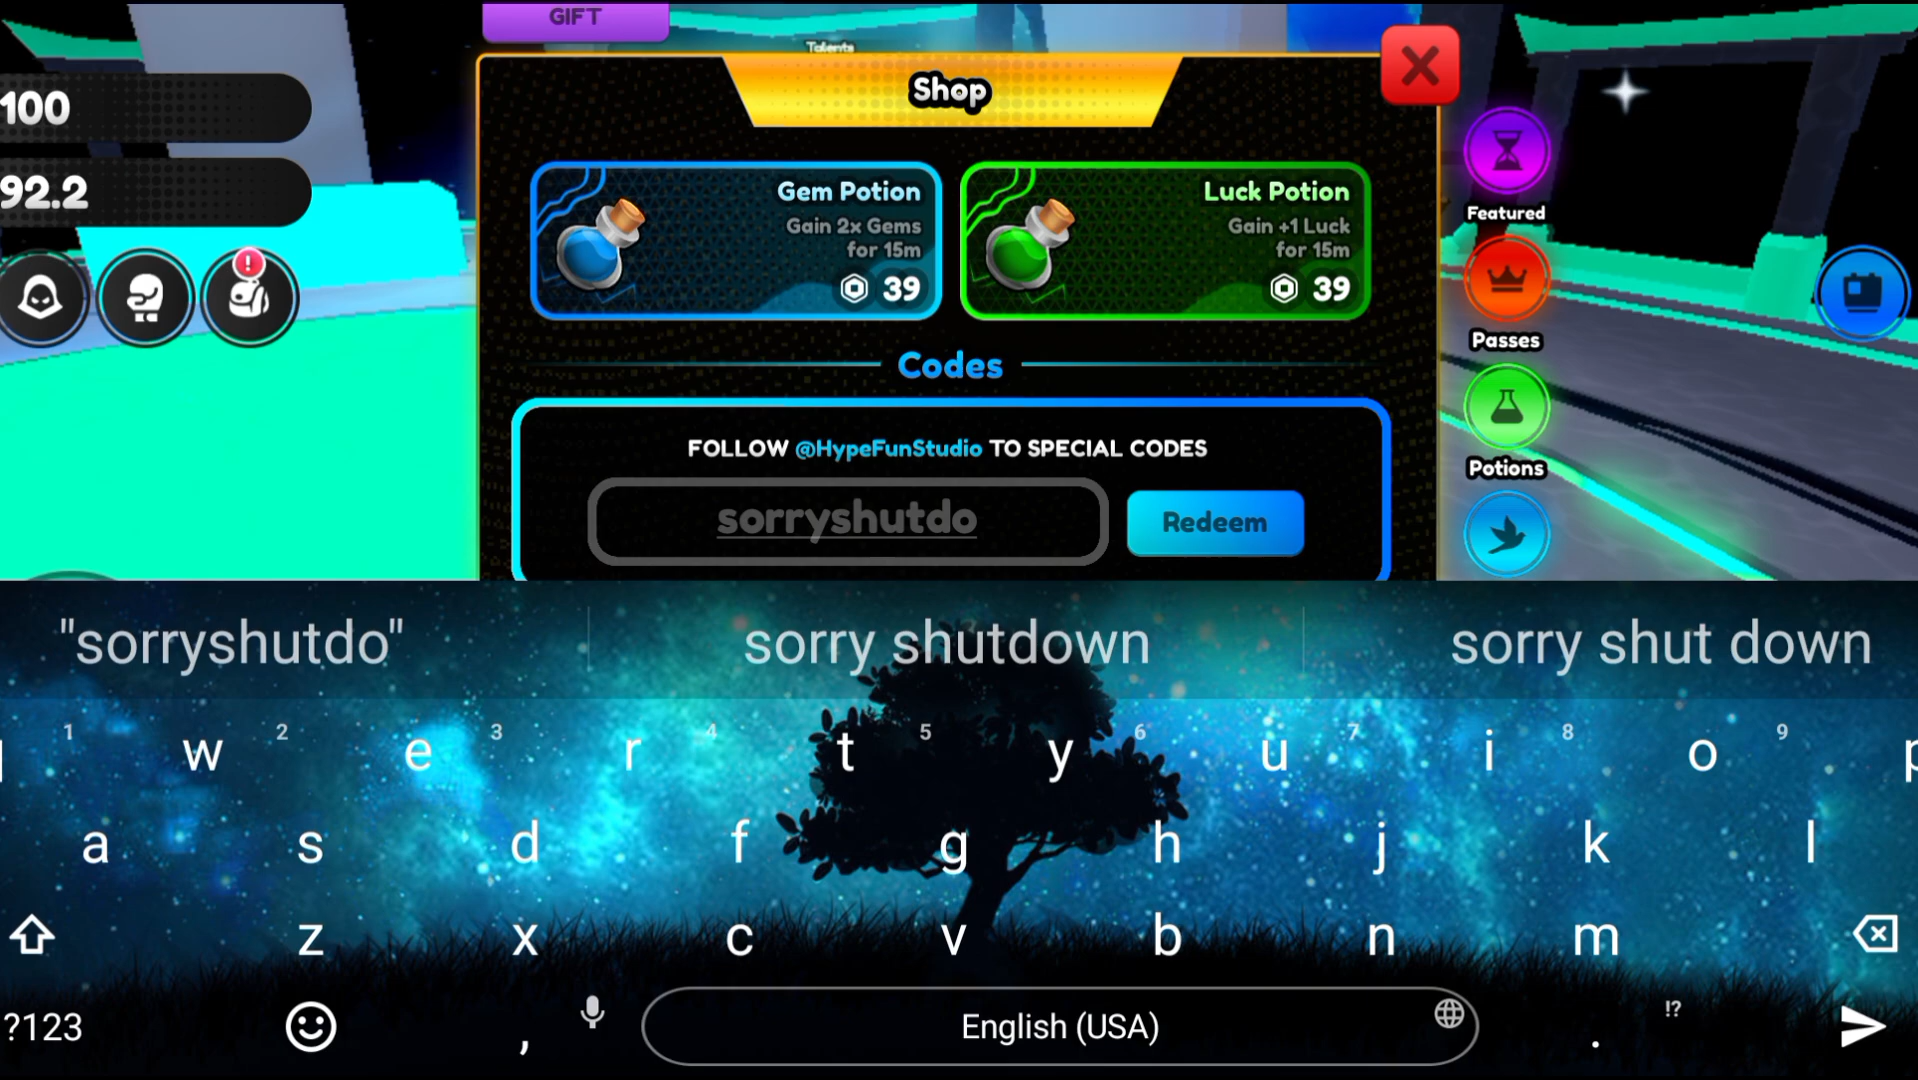 GIFT
Talents
Shop
100
92.2
Gem Potion
Gain 2x Gems
for 15m
39
Luck Potion
Gain +1 Luck
for 15m
39
Featured
Passes
Potions
Codes
FOLLOW @HypeFunStudio TO SPECIAL CODES
sorryshutdo
Redeem
"sorryshutdo"
sorry shutdown
sorry shut down
1 2 3 4 5 6 7 8 9
w e r t y u i o p
a s d f g h j k l
z x c v b n m
?123 , English (USA) . !?